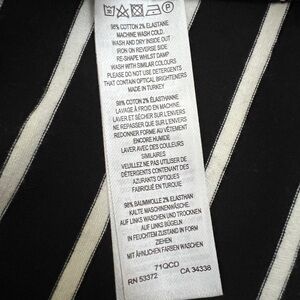 98% COTTON 2% ELASTANE
MACHINE WASH COLD.
WASH AND DRY INSIDE OUT
IRON ON REVERSE SIDE
RE-SHAPE WHILST DAMP
WASH WITH SIMILAR COLOURS
PLEASE DO NOT USE DETERGENTS
THAT CONTAIN OPTICAL BRIGHTENERS
MADE IN TURKEY
98% COTON 2% ÉLASTHANNE
LAVAGE À FROID EN MACHINE.
LAVER ET SÉCHER SUR L'ENVERS
NE REPASSER QUE SUR L'ENVERS
REDONNER FORME AU VÊTEMENT
ENCORE HUMIDE
LAVER AVEC DES COULEURS
SIMILAIRES
VEUILLEZ NE PAS UTILISER DE
DÉTERGENTS CONTENANT DES
AZURANTS OPTIQUES
FABRIQUÉ EN TURQUIE
98% BAUMWOLLE 2% ELASTHAN
KALTE MASCHINENWÄSCHE.
AUF LINKS WASCHEN UND TROCKNEN
AUF LINKS BÜGELN
IN FEUCHTEM ZUSTAND IN FORM
ZIEHEN
MIT ÄHNLICHEN FARBEN WASCHEN
71QCD
RN 53372 CA 34338